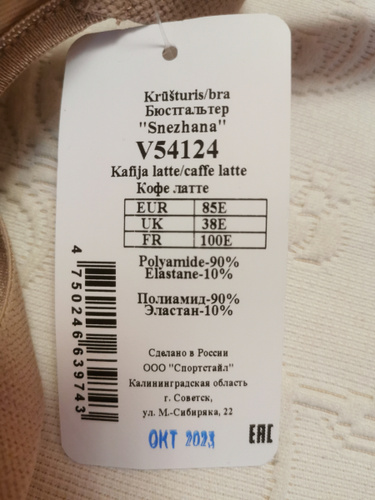 Krūšturis/bra
Бюстгальтер
"Snezhana"
V54124
Kafija latte/caffe latte
Кофе латте
EUR 85E
UK 38E
FR 100E
Polyamide-90%
Elastane-10%
Полиамид-90%
Эластан-10%
4 750246 639743
Сделано в России
ООО "Спортстайл"
Калининградская область
г. Советск,
ул. М.-Сибиряка, 22
ОКТ 2023
EAC